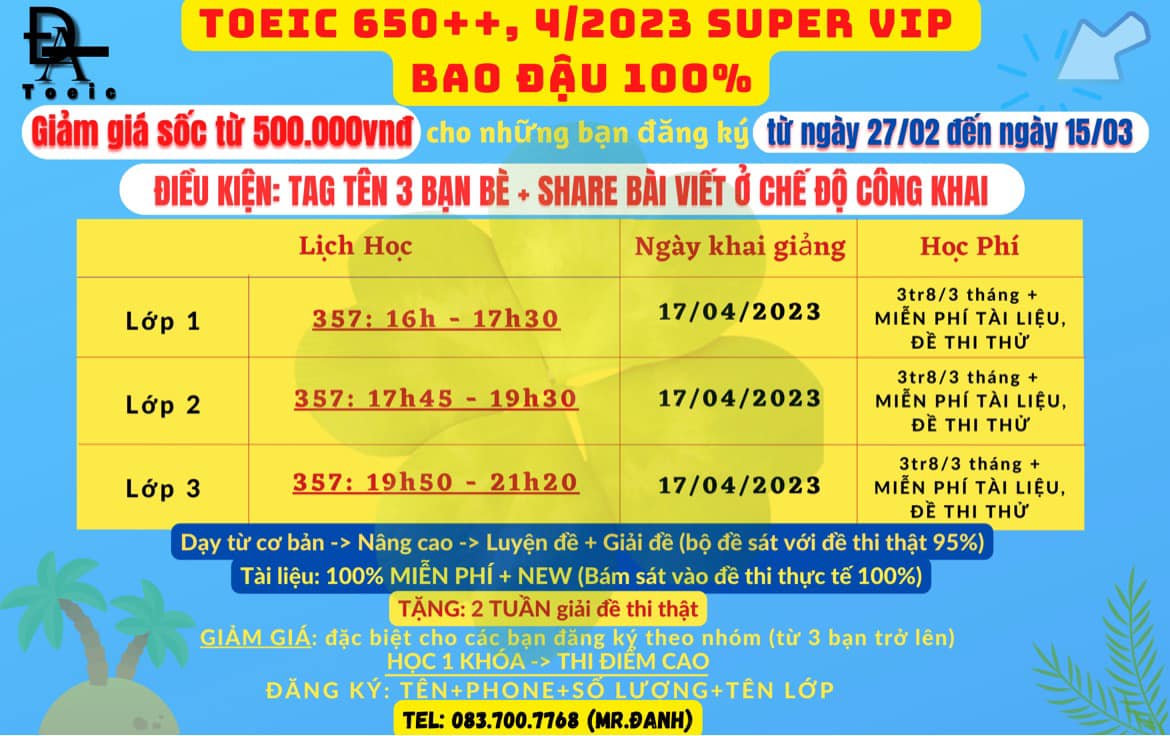 ĐA
Toeic
TOEIC 650++, 4/2023 SUPER VIP
BAO ĐẬU 100%
Giảm giá sốc từ 500.000vnđ cho những bạn đăng ký từ ngày 27/02 đến ngày 15/03
ĐIỀU KIỆN: TAG TÊN 3 BẠN BÈ + SHARE BÀI VIẾT Ở CHẾ ĐỘ CÔNG KHAI
Lịch Học Ngày khai giảng Học Phí
Lớp 1 357: 16h - 17h30 17/04/2023 3tr8/3 tháng +
MIỄN PHÍ TÀI LIỆU,
ĐỀ THI THỬ
Lớp 2 357: 17h45 - 19h30 17/04/2023 3tr8/3 tháng +
MIỄN PHÍ TÀI LIỆU,
ĐỀ THI THỬ
Lớp 3 357: 19h50 - 21h20 17/04/2023 3tr8/3 tháng +
MIỄN PHÍ TÀI LIỆU,
ĐỀ THI THỬ
Dạy từ cơ bản -> Nâng cao -> Luyện đề + Giải đề (bộ đề sát với đề thi thật 95%)
Tài liệu: 100% MIỄN PHÍ + NEW (Bám sát vào đề thi thực tế 100%)
TẶNG: 2 TUẦN giải đề thi thật
GIẢM GIÁ: đặc biệt cho các bạn đăng ký theo nhóm (từ 3 bạn trở lên)
HỌC 1 KHÓA -> THI ĐIỂM CAO
ĐĂNG KÝ: TÊN+PHONE+SỐ LƯƠNG+TÊN LỚP
TEL: 083.700.7768 (MR.ĐANH)